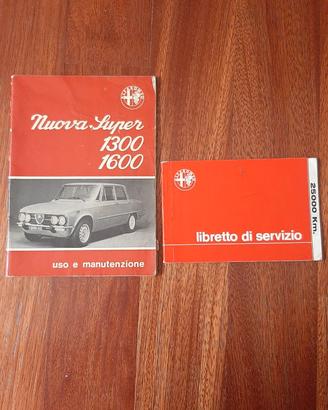 Nuova Super
1300
1600
uso e manutenzione
libretto di servizio
25000 Km.